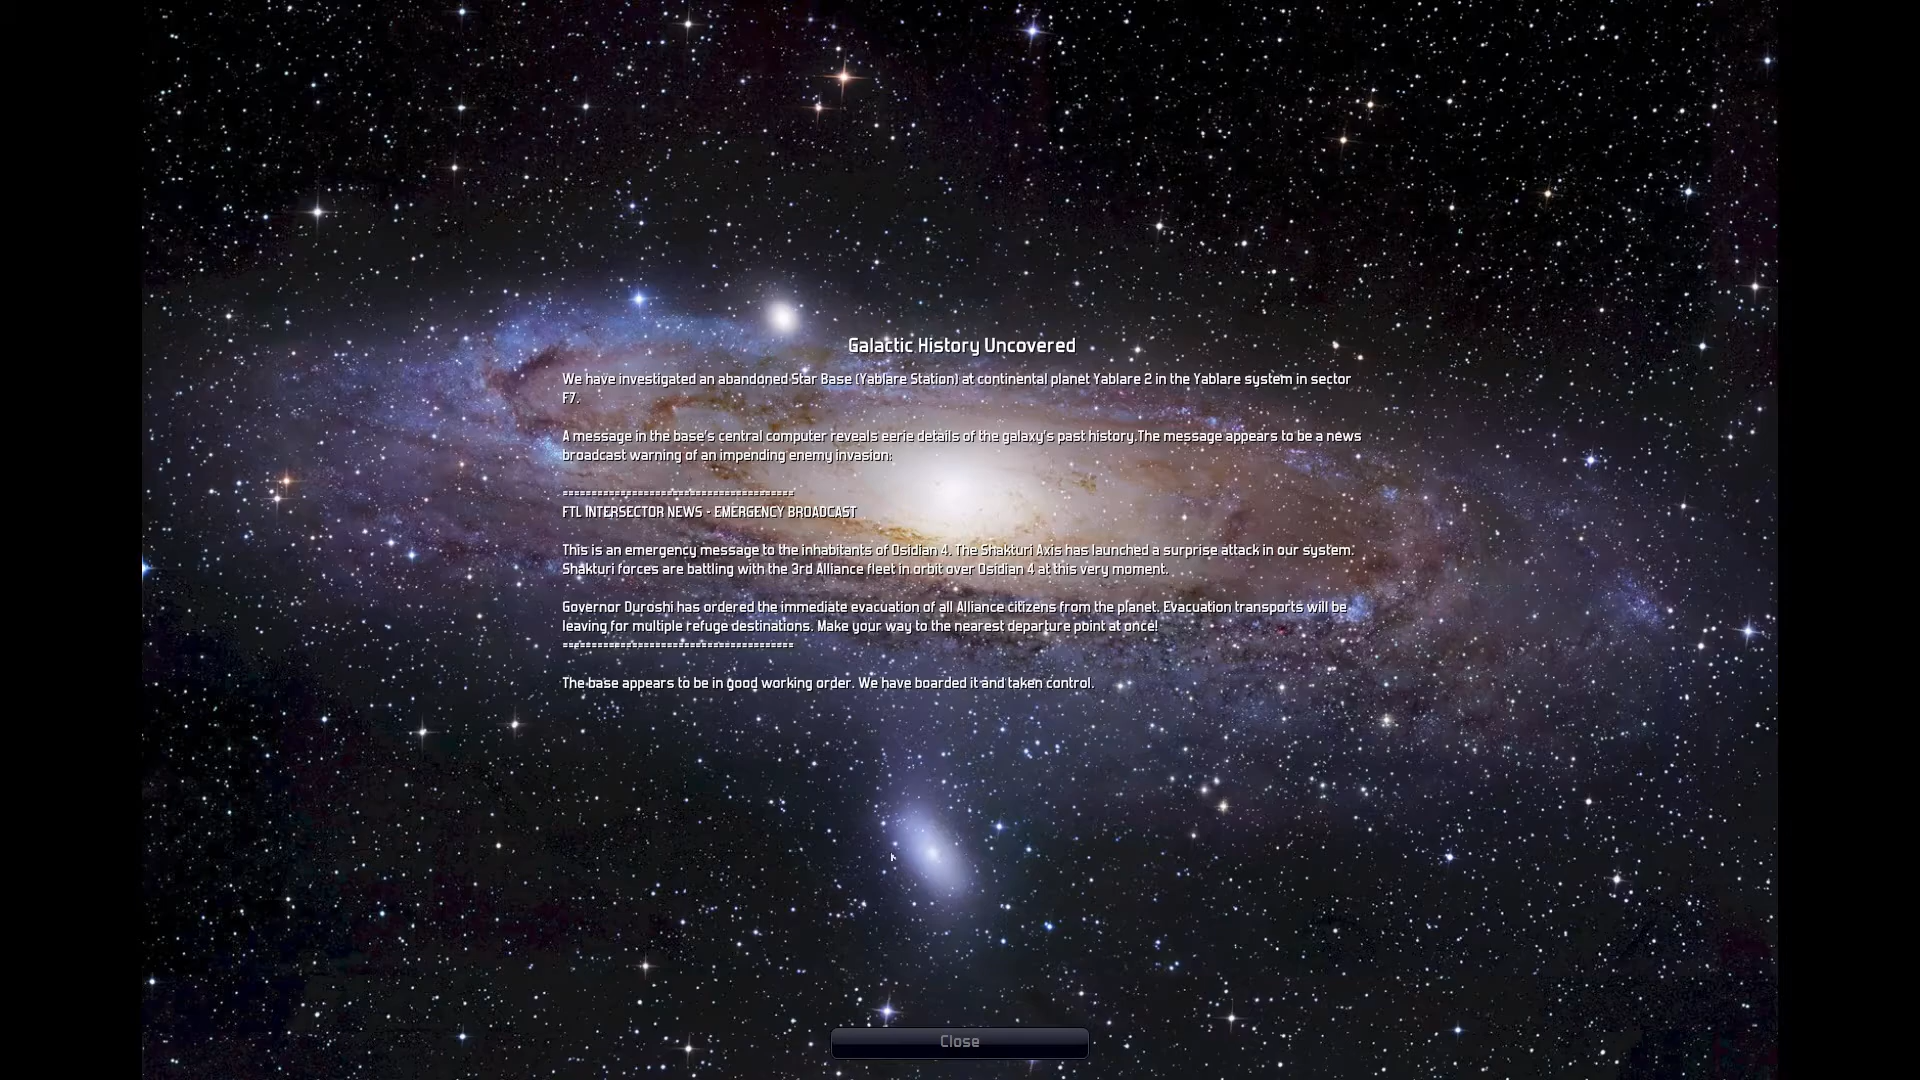 Galactic History Uncovered
We have investigated an abandoned Star Base (Yablare Station) at continental planet Yablare 2 in the Yablare system in sector
F7.
A message in the base's central computer reveals eerie details of the galaxy's past history.The message appears to be a news
broadcast warning of an impending enemy invasion:
========================================
FTL INTERSECTOR NEWS - EMERGENCY BROADCAST
This is an emergency message to the inhabitants of Osidian 4. The Shakturi Axis has launched a surprise attack in our system.
Shakturi forces are battling with the 3rd Alliance fleet in orbit over Osidian 4 at this very moment.
Governor Duroshi has ordered the immediate evacuation of all Alliance citizens from the planet. Evacuation transports will be
leaving for multiple refuge destinations. Make your way to the nearest departure point at once!
========================================
The base appears to be in good working order. We have boarded it and taken control.
Close